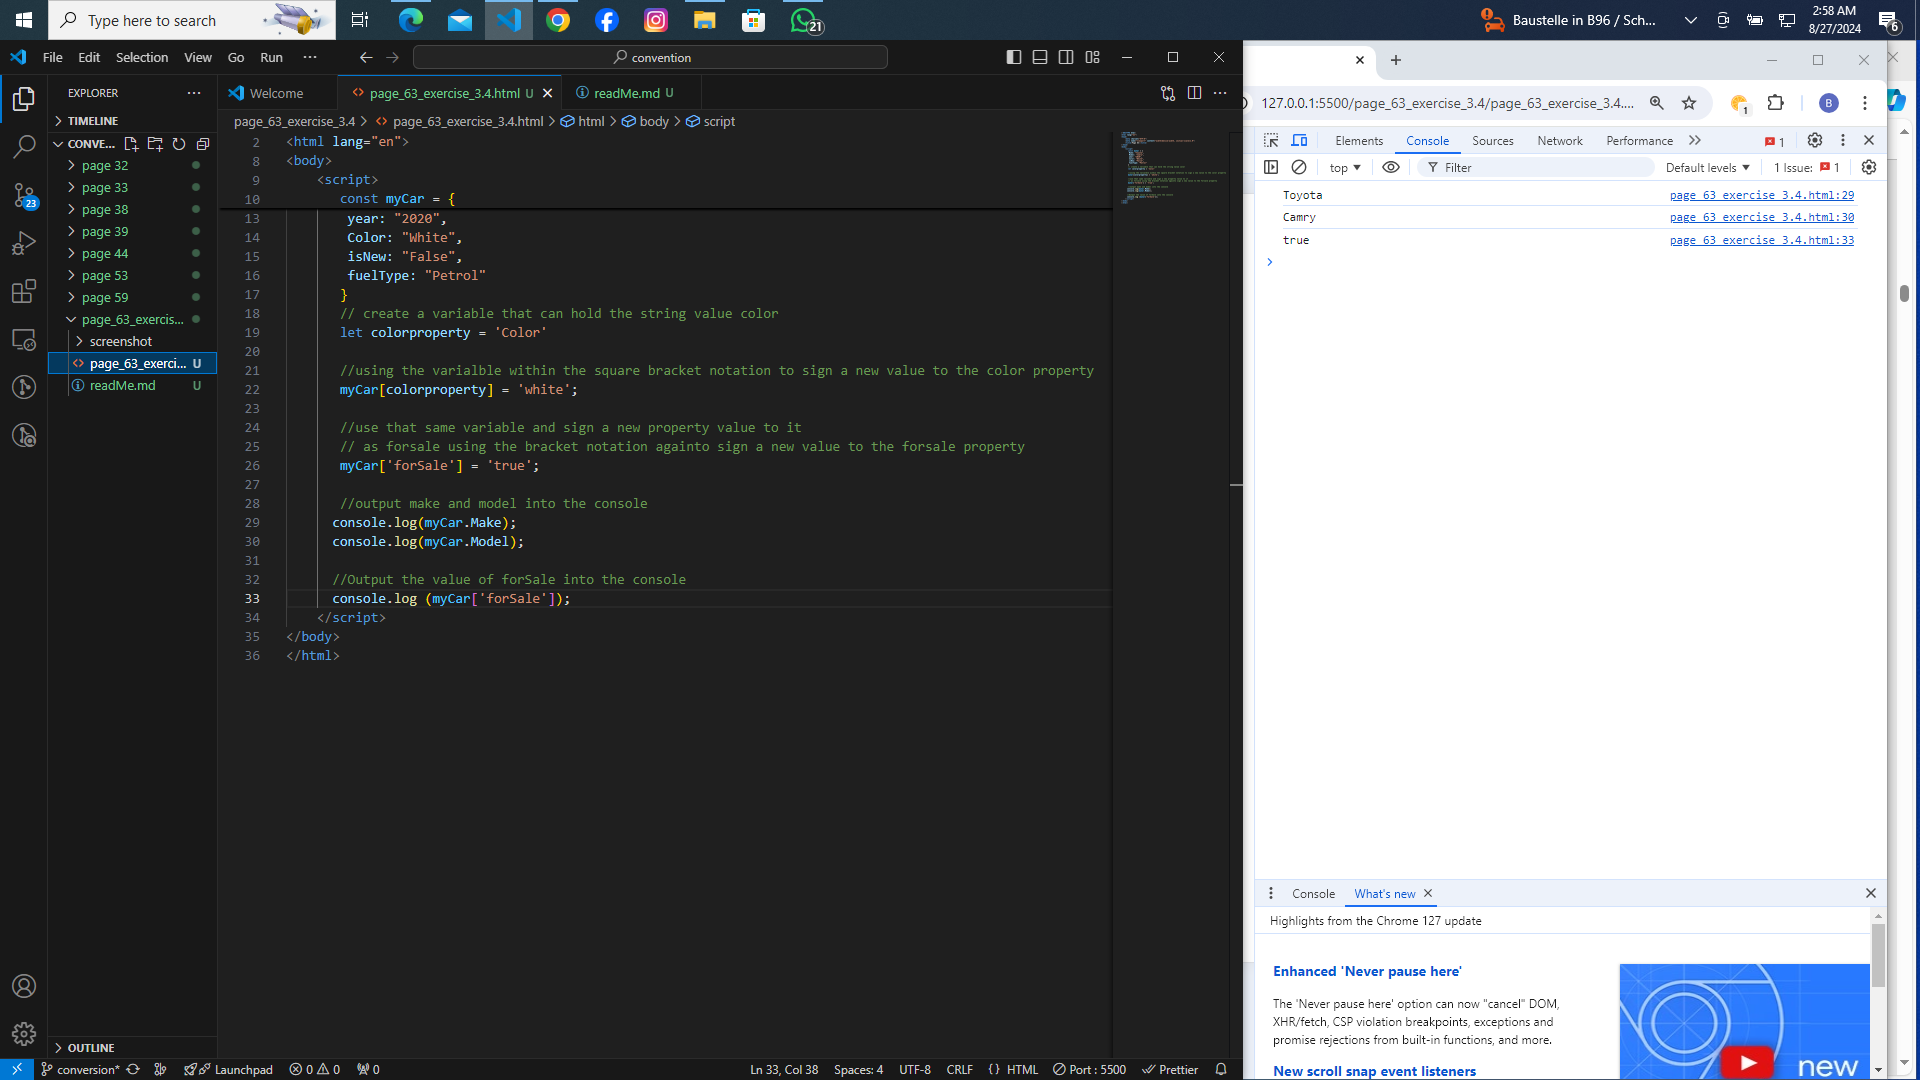 Type here to search
21
Baustelle in B96 / Sch...
2:58 AM
8/27/2024
6
File Edit Selection View Go Run ...
convention
EXPLORER
TIMELINE
CONVE...
page 32
page 33
page 38
page 39
page 44
page 53
page 59
page_63_exercis...
screenshot
page_63_exerci... U
readMe.md U
23
OUTLINE
Welcome
page_63_exercise_3.4.html U
readMe.md U
page_63_exercise_3.4 > page_63_exercise_3.4.html > html > body > script
2 <html lang="en">
8 <body>
9 <script>
10 const myCar = {
13 year: "2020",
14 Color: "White",
15 isNew: "False",
16 fuelType: "Petrol"
17 }
18 // create a variable that can hold the string value color
19 let colorproperty = 'Color'
20
21 //using the varialble within the square bracket notation to sign a new value to the color property
22 myCar[colorproperty] = 'white';
23
24 //use that same variable and sign a new property value to it
25 // as forsale using the bracket notation againto sign a new value to the forsale property
26 myCar['forSale'] = 'true';
27
28 //output make and model into the console
29 console.log(myCar.Make);
30 console.log(myCar.Model);
31
32 //Output the value of forSale into the console
33 console.log (myCar['forSale']);
34 </script>
35 </body>
36 </html>
conversion* Launchpad 0 0 0
Ln 33, Col 38 Spaces: 4 UTF-8 CRLF {} HTML Port : 5500 Prettier
127.0.0.1:5500/page_63_exercise_3.4/page_63_exercise_3.4....
1
B
Elements Console Sources Network Performance 1
top Filter Default levels 1 Issue: 1
Toyota page_63_exercise_3.4.html:29
Camry page_63_exercise_3.4.html:30
true page_63_exercise_3.4.html:33
Console What's new
Highlights from the Chrome 127 update
Enhanced 'Never pause here'
The 'Never pause here' option can now "cancel" DOM,
XHR/fetch, CSP violation breakpoints, exceptions and
promise rejections from built-in functions, and more.
New scroll snap event listeners
new